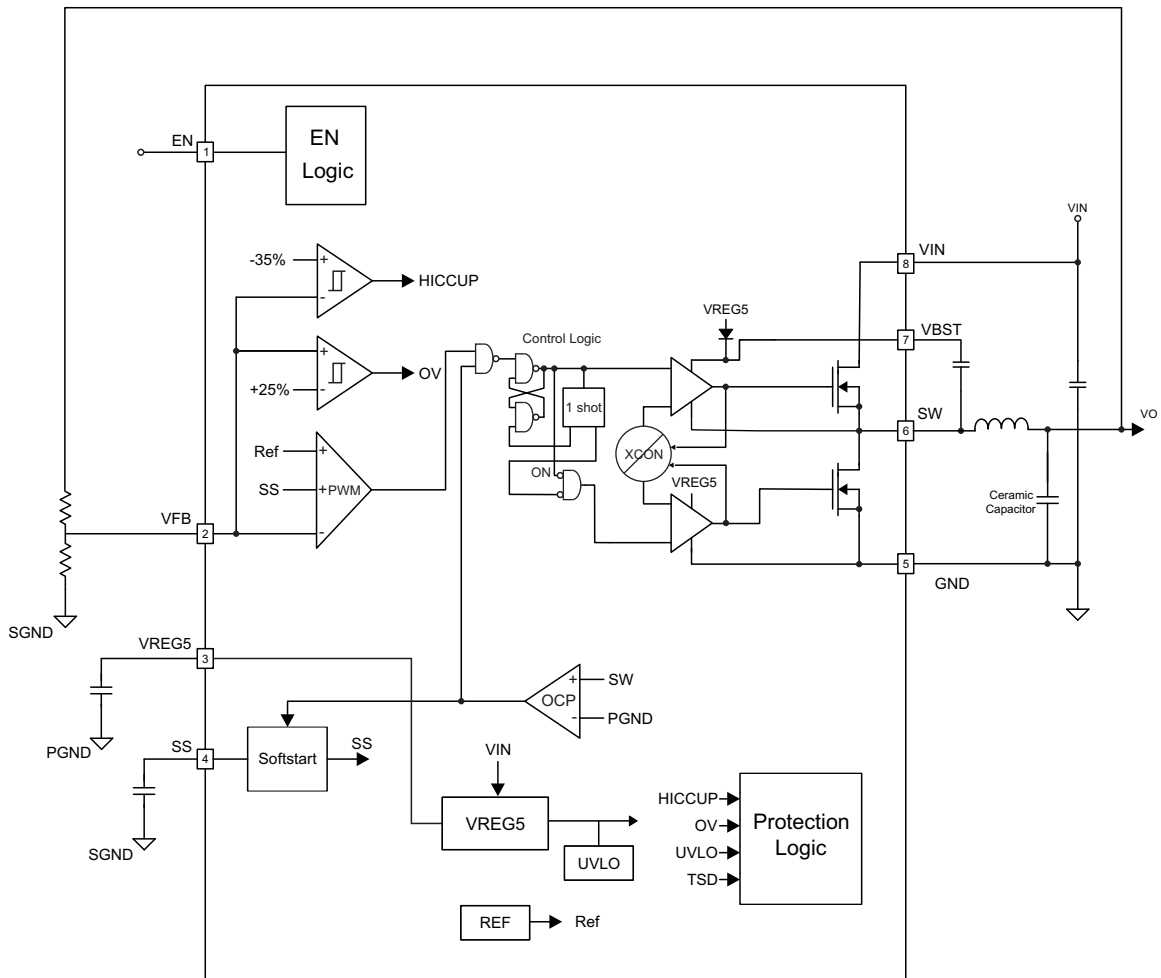 EN
1
EN
Logic
VIN
-35%
+
-
HICCUP
VIN
8
VREG5
VBST
7
Control Logic
+
-
OV
+25%
1 shot
SW
6
VO
Ref
+
SS
+
PWM
-
XCON
ON
VREG5
Ceramic
Capacitor
VFB
2
5
GND
SGND
VREG5
3
SW
+
OCP
-
PGND
PGND
SS
4
Softstart
SS
VIN
SGND
VREG5
UVLO
HICCUP
OV
UVLO
TSD
Protection
Logic
REF
Ref